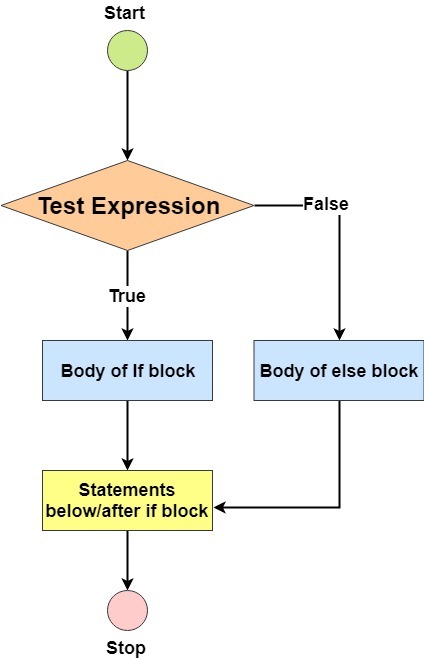 Start
Test Expression
False
True
Body of If block
Body of else block
Statements
below/after if block
Stop